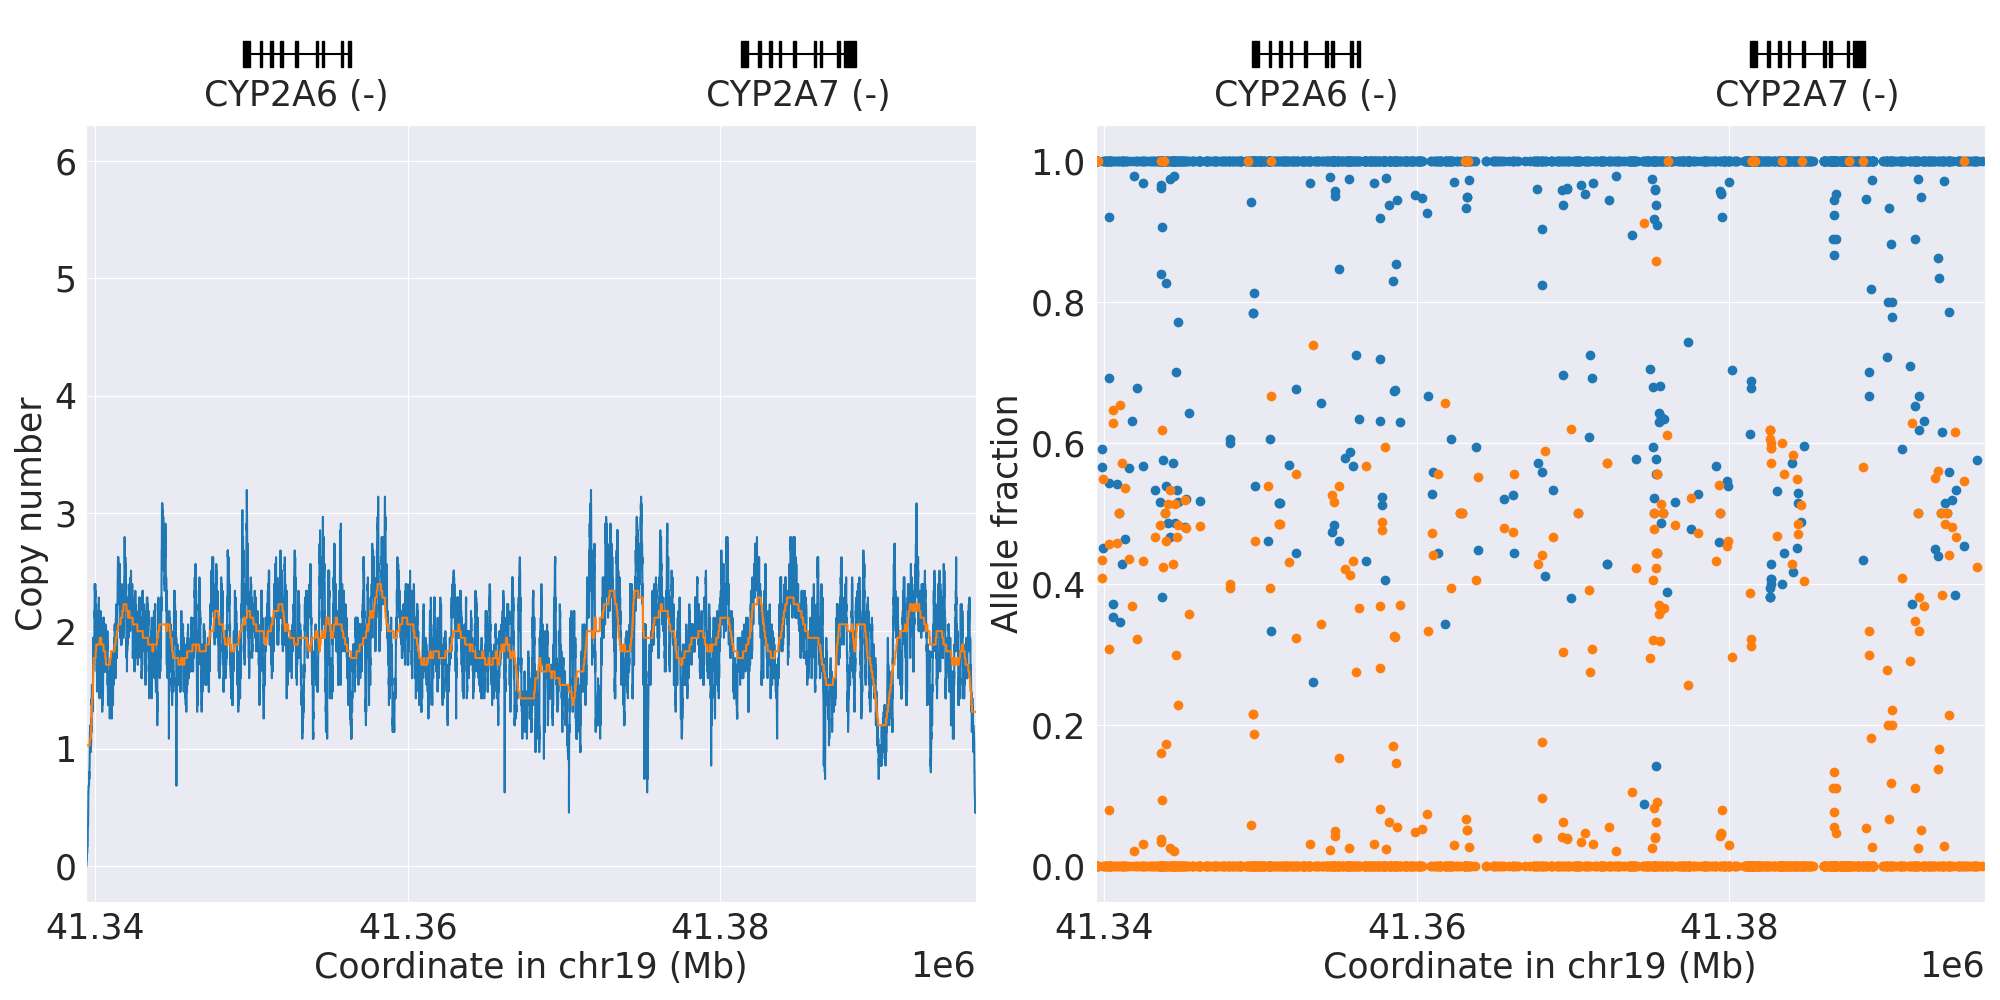 CYP2A6 (-)
CYP2A7 (-)
CYP2A6 (-)
CYP2A7 (-)
6
5
4
3
2
1
0
Copy number
41.34
41.36
41.38
Coordinate in chr19 (Mb)
1e6
1.0
0.8
0.6
0.4
0.2
0.0
Allele fraction
41.34
41.36
41.38
Coordinate in chr19 (Mb)
1e6